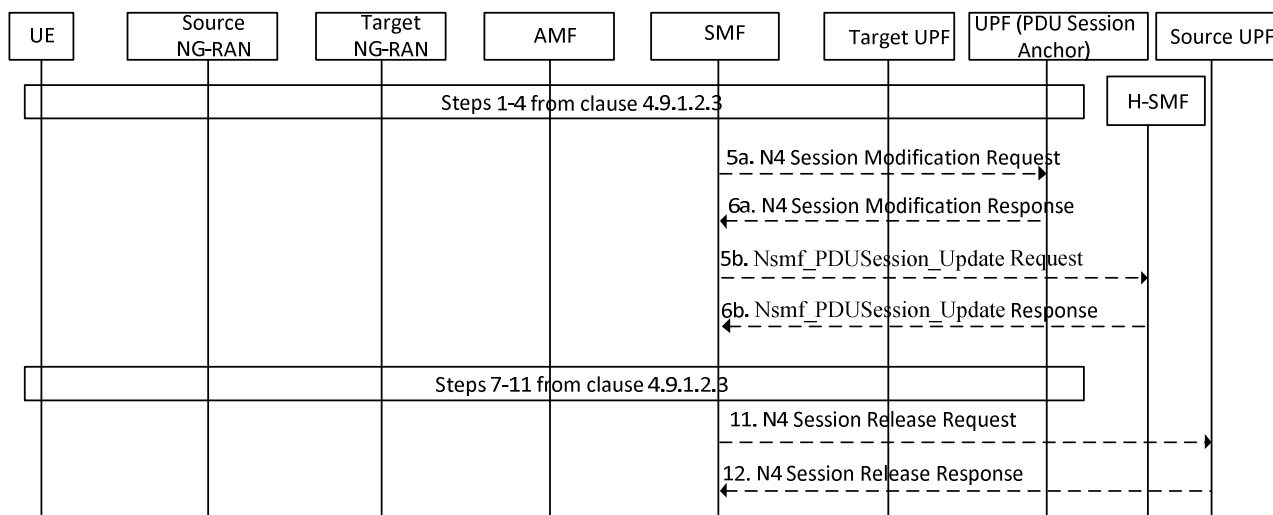 UE
Source
NG-RAN
Target
NG-RAN
AMF
SMF
Target UPF
UPF (PDU Session
Anchor)
Source UPF
Steps 1-4 from clause 4.9.1.2.3
H-SMF
5a. N4 Session Modification Request
6a. N4 Session Modification Response
5b. Nsmf_PDUSession_Update Request
6b. Nsmf_PDUSession_Update Response
Steps 7-11 from clause 4.9.1.2.3
11. N4 Session Release Request
12. N4 Session Release Response